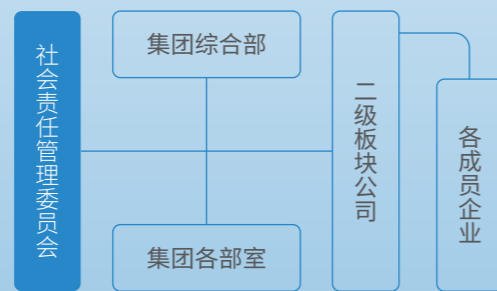 社会责任管理委员会
集团综合部
集团各部室
二级板块公司
各成员企业